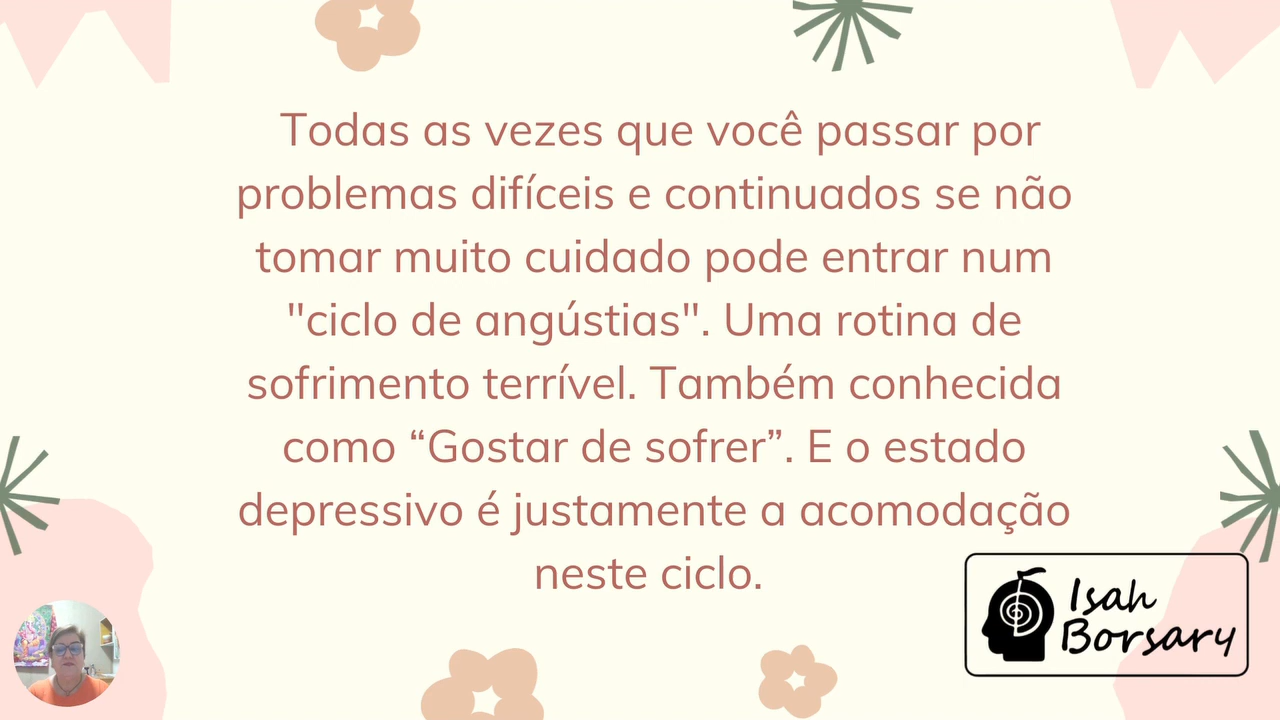 Todas as vezes que você passar por
problemas difíceis e continuados se não
tomar muito cuidado pode entrar num
"ciclo de angústias". Uma rotina de
sofrimento terrível. Também conhecida
como “Gostar de sofrer”. E o estado
depressivo é justamente a acomodação
neste ciclo.
Isah
Borsary